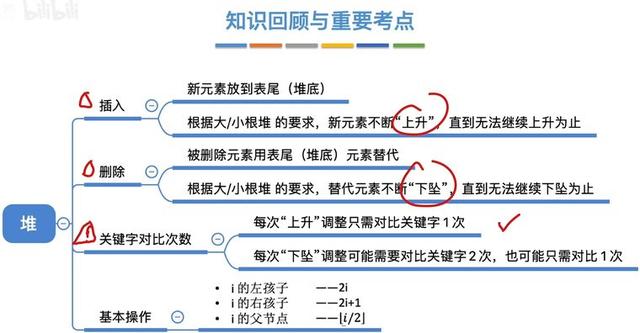 bilibili
知识回顾与重要考点
新元素放到表尾（堆底）
插入
根据大/小根堆 的要求，新元素不断“上升”，直到无法继续上升为止
被删除元素用表尾（堆底）元素替代
删除
根据大/小根堆 的要求，替代元素不断“下坠”，直到无法继续下坠为止
堆
每次“上升”调整只需对比关键字1次
关键字对比次数
每次“下坠”调整可能需要对比关键字2次，也可能只需对比1次
• i 的左孩子 ——2i
• i 的右孩子 ——2i+1
基本操作
• i 的父节点 ——⌊i/2⌋